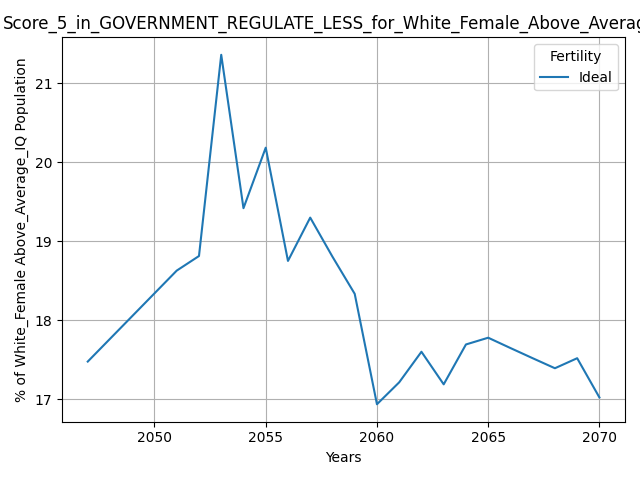 Score_5_in_GOVERNMENT_REGULATE_LESS_for_White_Female_Above_Averag
Fertility
Ideal
% of White_Female Above_Average_IQ Population
21
20
19
18
17
2050 2055 2060 2065 2070
Years